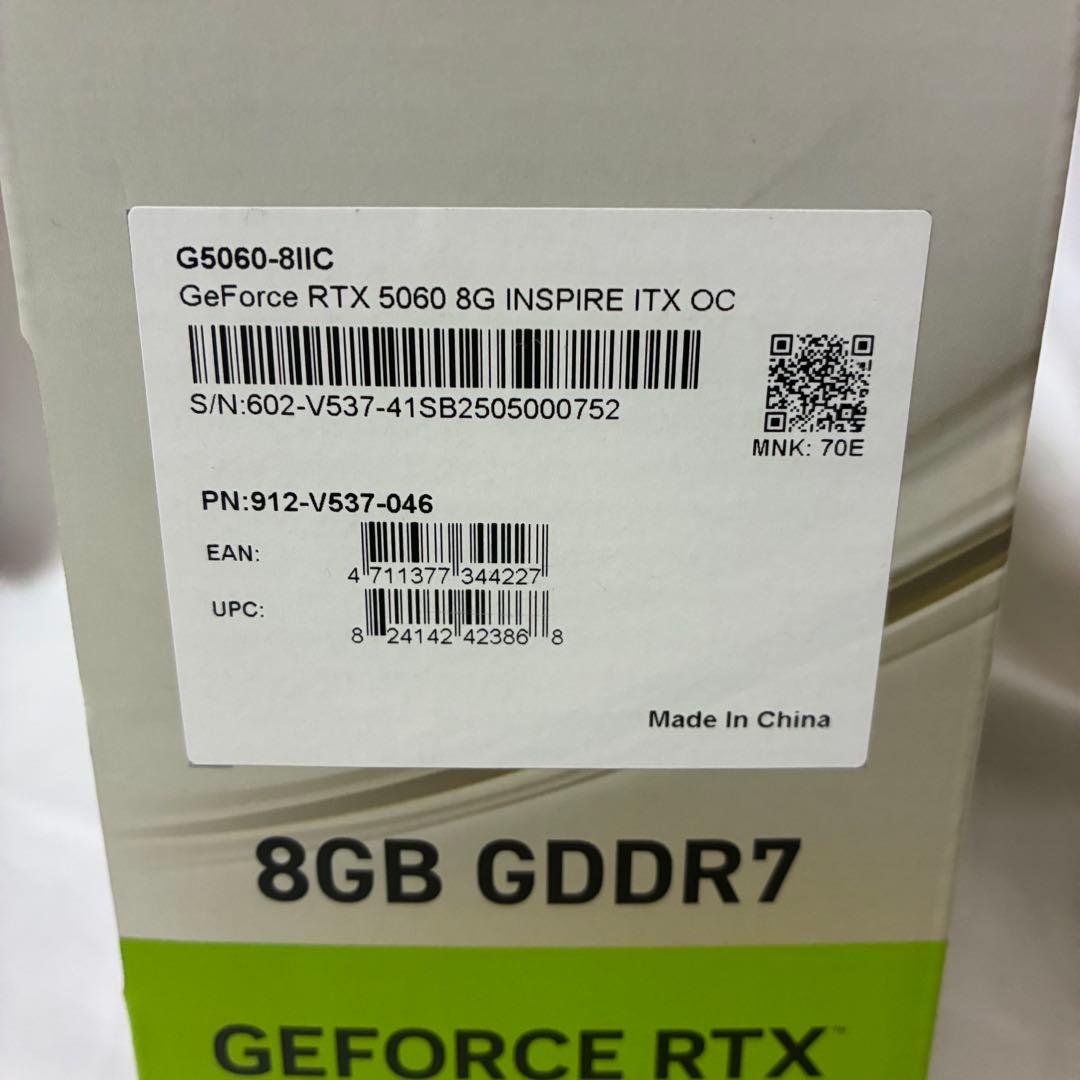 G5060-8IIC
GeForce RTX 5060 8G INSPIRE ITX OC
S/N:602-V537-41SB2505000752
MNK: 70E
PN:912-V537-046
EAN:
4 711377 344227
UPC:
8 24142 42386 8
Made In China
8GB GDDR7
GEFORCE RTX™